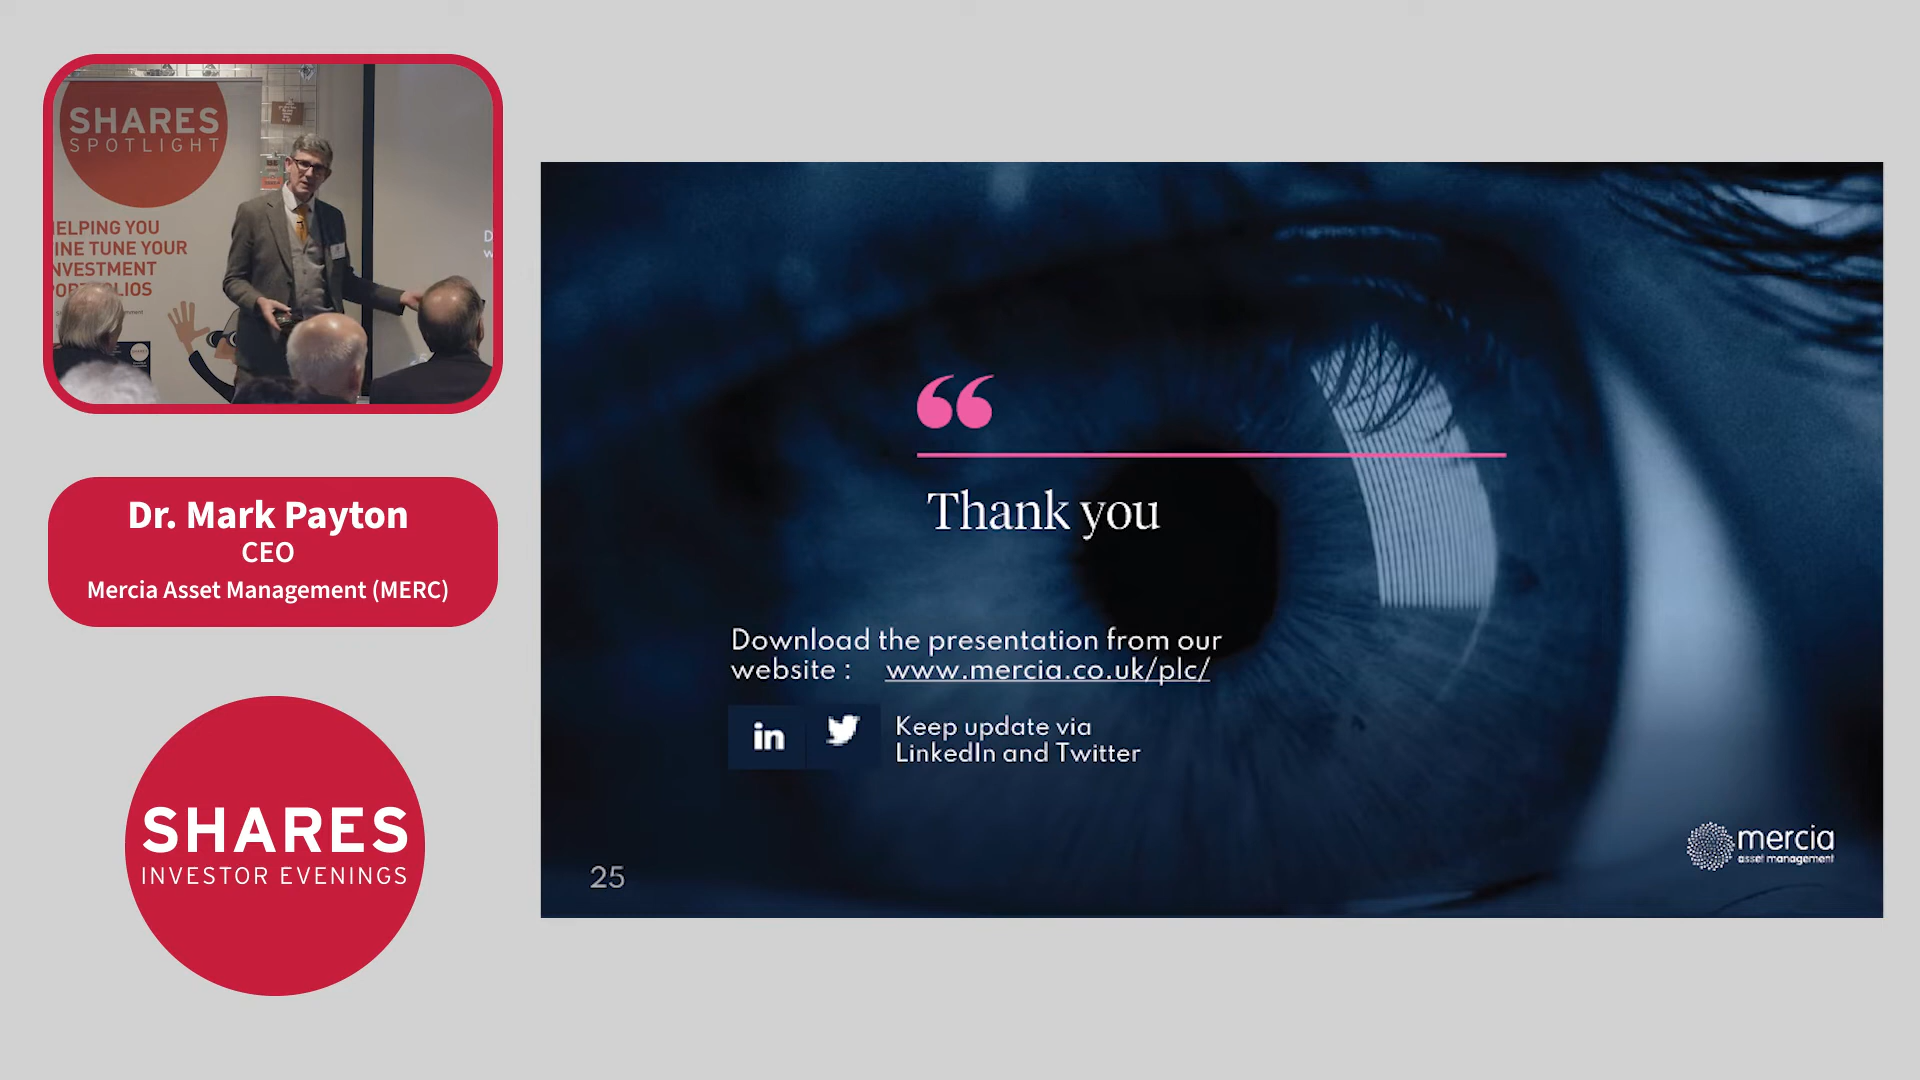 SHARES
SPOTLIGHT
ELPING YOU
INE TUNE YOUR
NVESTMENT
Dr. Mark Payton
CEO
Mercia Asset Management (MERC)
SHARES
INVESTOR EVENINGS
“
Thank you
Download the presentation from our
website : www.mercia.co.uk/plc/
in
Keep update via
LinkedIn and Twitter
25
mercia
asset management